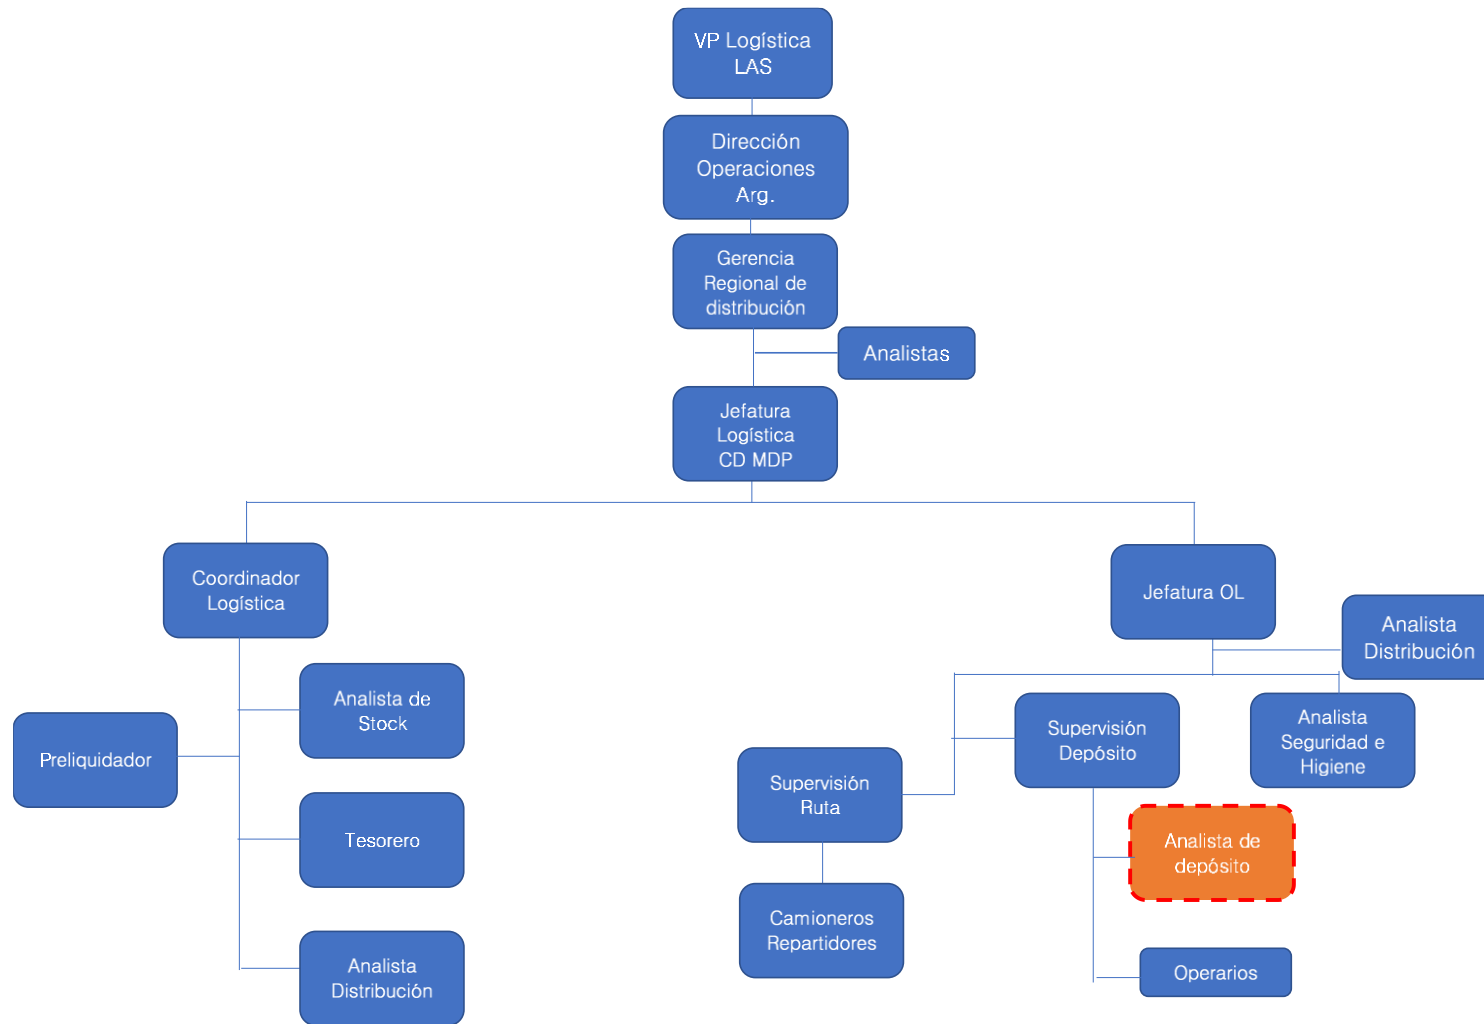 VP Logística
LAS
Dirección
Operaciones
Arg.
Gerencia
Regional de
distribución
Analistas
Jefatura
Logística
CD MDP
Coordinador
Logística
Jefatura OL
Analista
Distribución
Analista de
Stock
Preliquidador
Supervisión
Depósito
Analista
Seguridad e
Higiene
Supervisión
Ruta
Tesorero
Analista de
depósito
Camioneros
Repartidores
Analista
Distribución
Operarios